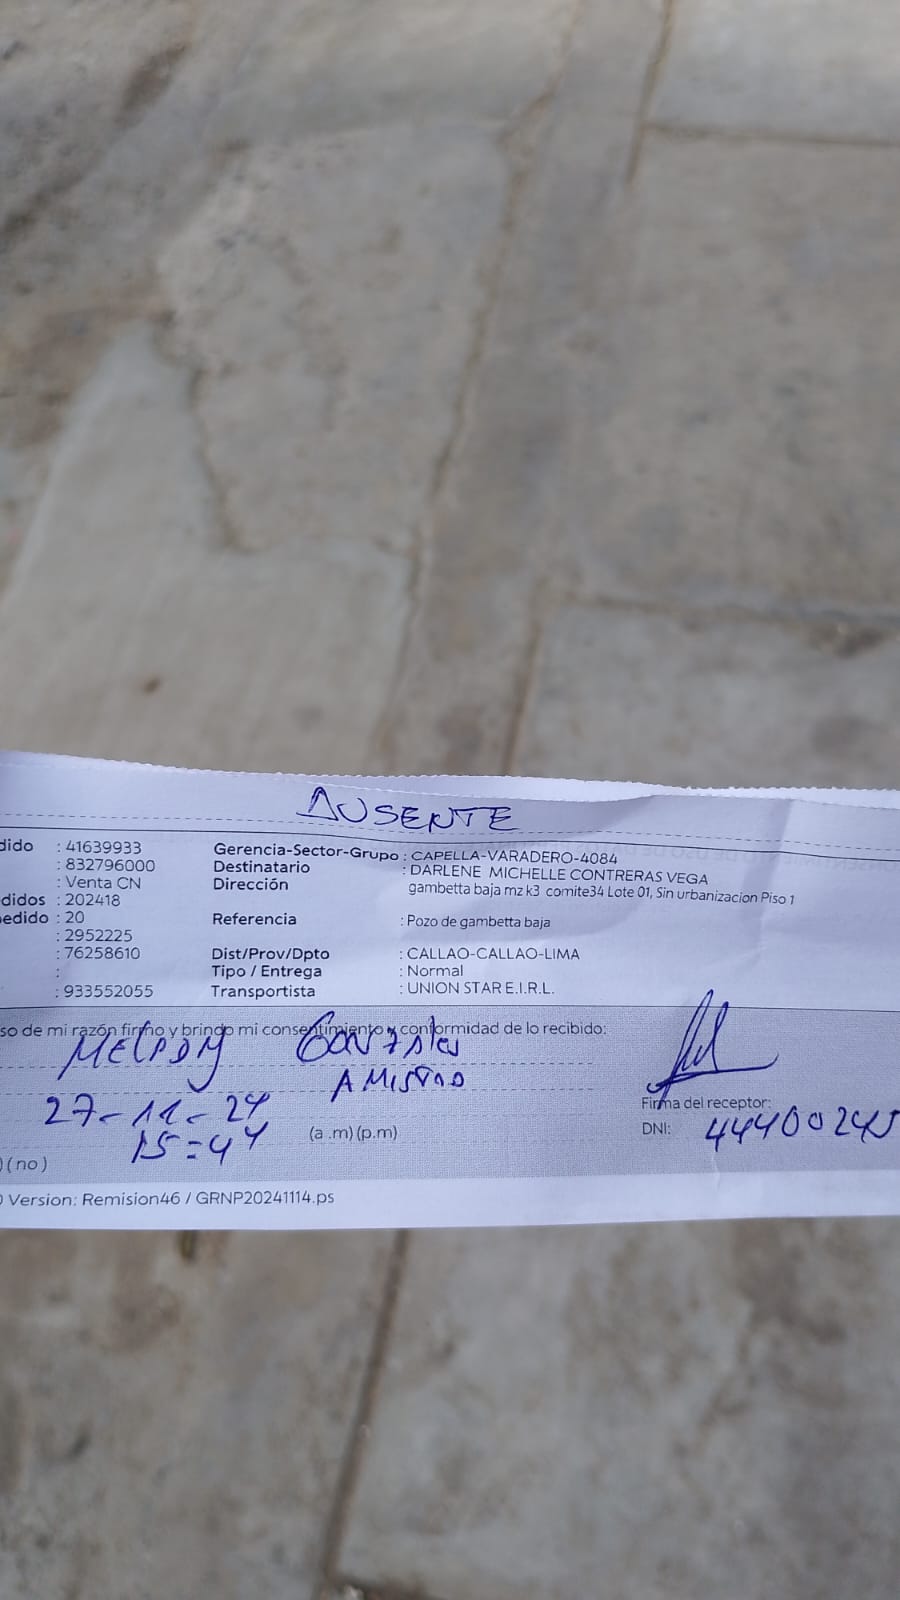 AUSENTE
dido : 41639933 Gerencia-Sector-Grupo : CAPELLA-VARADERO-4084
: 832796000 Destinatario : DARLENE MICHELLE CONTRERAS VEGA
: Venta CN Dirección gambetta baja mz k3 comite34 Lote 01, Sin urbanizacion Piso 1
didos : 202418
edido : 20 Referencia : Pozo de gambetta baja
: 2952225
: 76258610 Dist/Prov/Dpto : CALLAO-CALLAO-LIMA
: Tipo / Entrega : Normal
: 933552055 Transportista : UNION STAR E.I.R.L.
so de mi razón firmo y brindo mi consentimiento y conformidad de lo recibido:
MELODY GONZALES
AMISTAD
27-11-24
Firma del receptor:
15:44 (a .m) (p.m) DNI: 44400245
) (no)
Version: Remision46 / GRNP20241114.ps